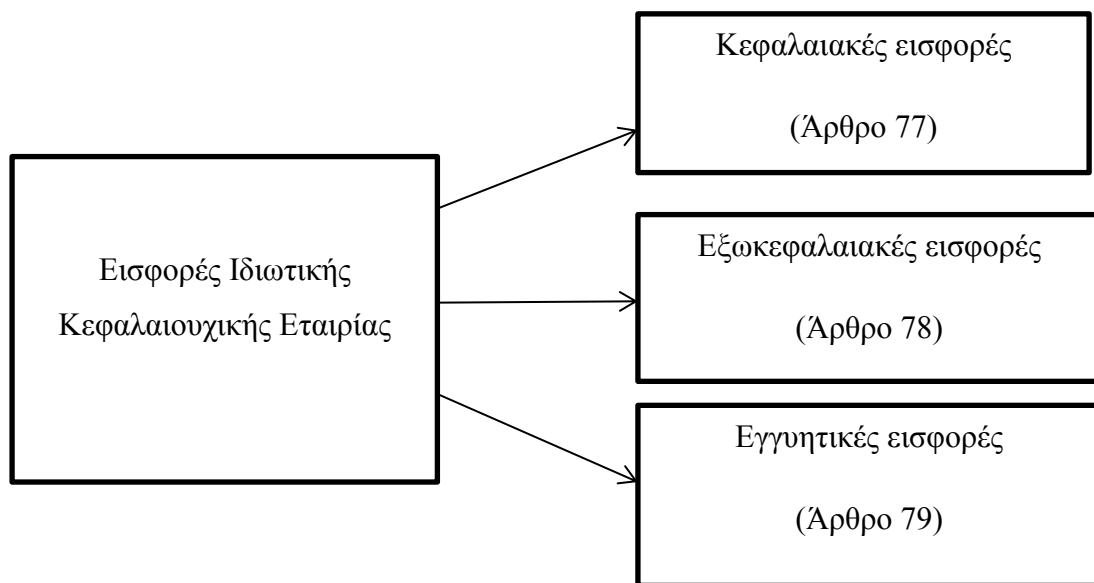 Εισφορές Ιδιωτικής
Κεφαλαιουχικής Εταιρίας
Κεφαλαιακές εισφορές
(Άρθρο 77)
Εξωκεφαλαιακές εισφορές
(Άρθρο 78)
Εγγυητικές εισφορές
(Άρθρο 79)